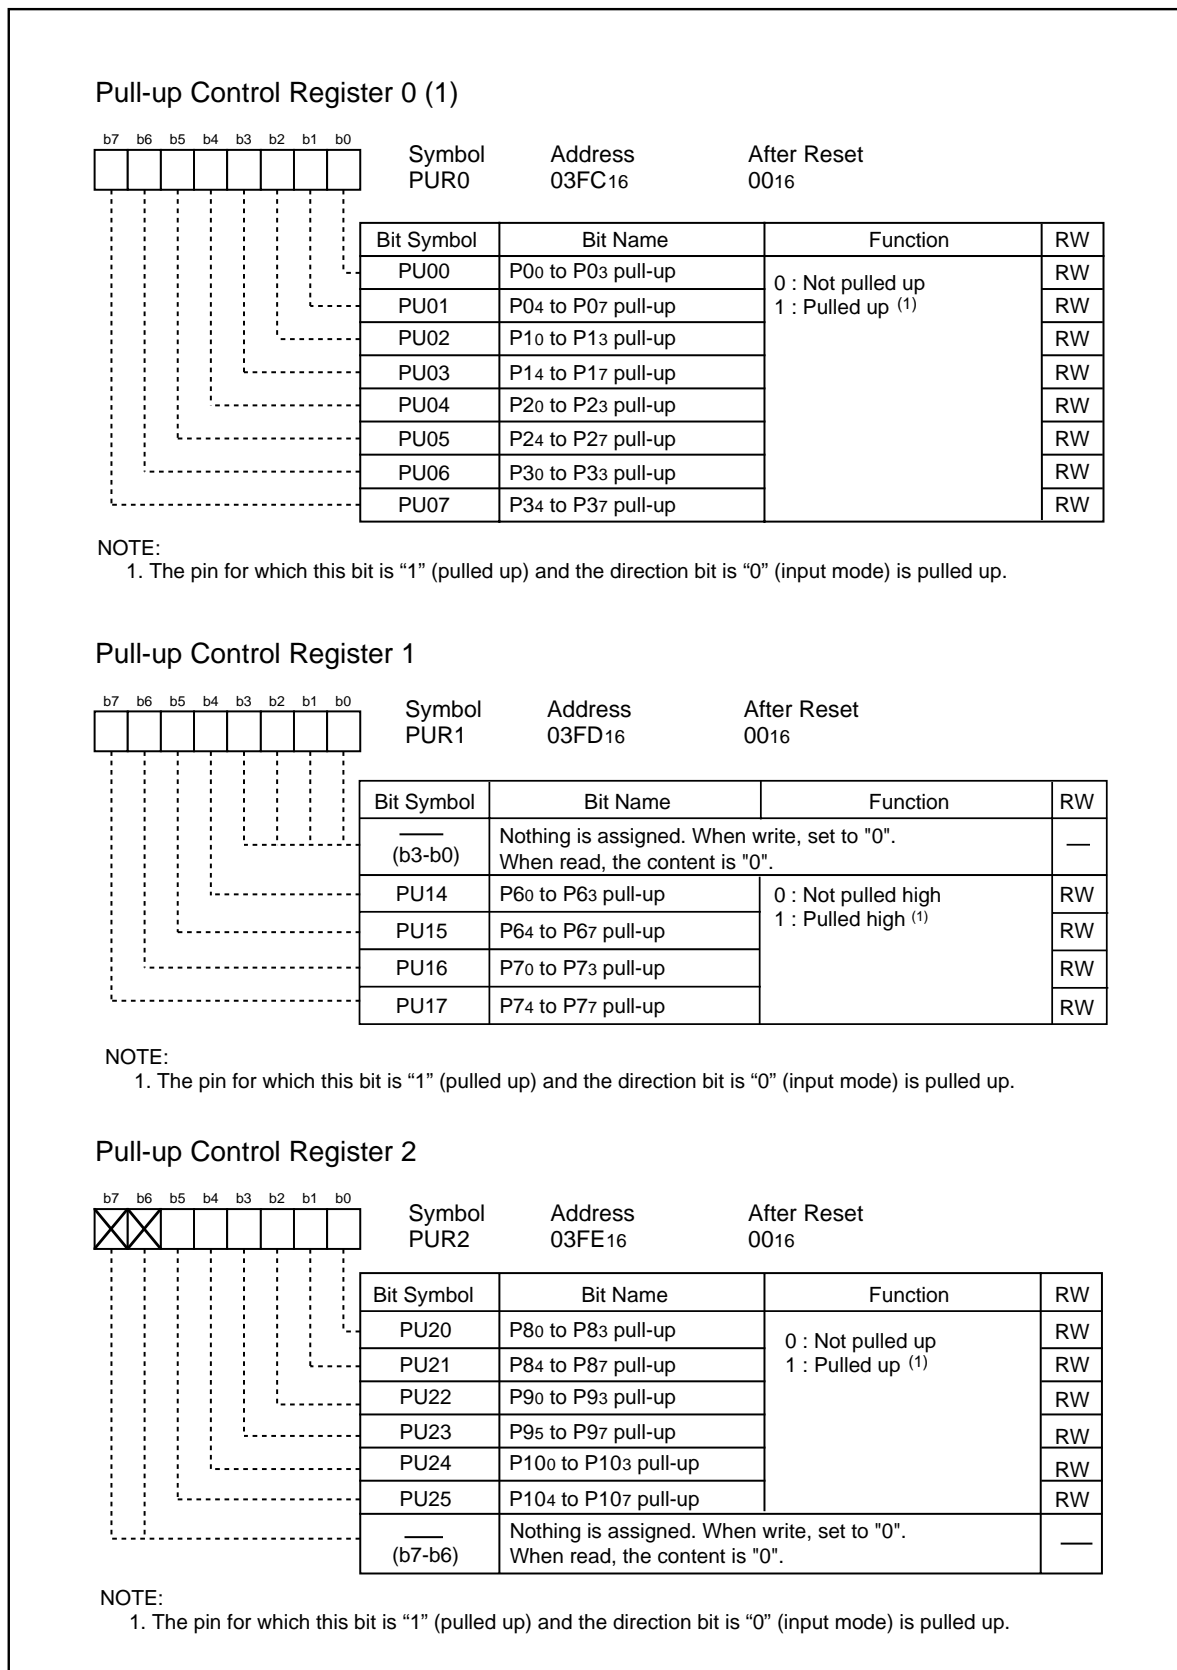 Pull-up Control Register 0 (1)
b7 b6 b5 b4 b3 b2 b1 b0
Symbol Address After Reset
PUR0 03FC16 0016
Bit Symbol Bit Name Function RW
PU00 P00 to P03 pull-up 0 : Not pulled up RW
PU01 P04 to P07 pull-up 1 : Pulled up (1) RW
PU02 P10 to P13 pull-up RW
PU03 P14 to P17 pull-up RW
PU04 P20 to P23 pull-up RW
PU05 P24 to P27 pull-up RW
PU06 P30 to P33 pull-up RW
PU07 P34 to P37 pull-up RW
NOTE:
1. The pin for which this bit is “1” (pulled up) and the direction bit is “0” (input mode) is pulled up.
Pull-up Control Register 1
b7 b6 b5 b4 b3 b2 b1 b0
Symbol Address After Reset
PUR1 03FD16 0016
Bit Symbol Bit Name Function RW
(b3-b0) Nothing is assigned. When write, set to "0".
When read, the content is "0". —
PU14 P60 to P63 pull-up 0 : Not pulled high RW
PU15 P64 to P67 pull-up 1 : Pulled high (1) RW
PU16 P70 to P73 pull-up RW
PU17 P74 to P77 pull-up RW
NOTE:
1. The pin for which this bit is “1” (pulled up) and the direction bit is “0” (input mode) is pulled up.
Pull-up Control Register 2
b7 b6 b5 b4 b3 b2 b1 b0
Symbol Address After Reset
PUR2 03FE16 0016
Bit Symbol Bit Name Function RW
PU20 P80 to P83 pull-up 0 : Not pulled up RW
PU21 P84 to P87 pull-up 1 : Pulled up (1) RW
PU22 P90 to P93 pull-up RW
PU23 P95 to P97 pull-up RW
PU24 P100 to P103 pull-up RW
PU25 P104 to P107 pull-up RW
(b7-b6) Nothing is assigned. When write, set to "0".
When read, the content is "0". —
NOTE:
1. The pin for which this bit is “1” (pulled up) and the direction bit is “0” (input mode) is pulled up.